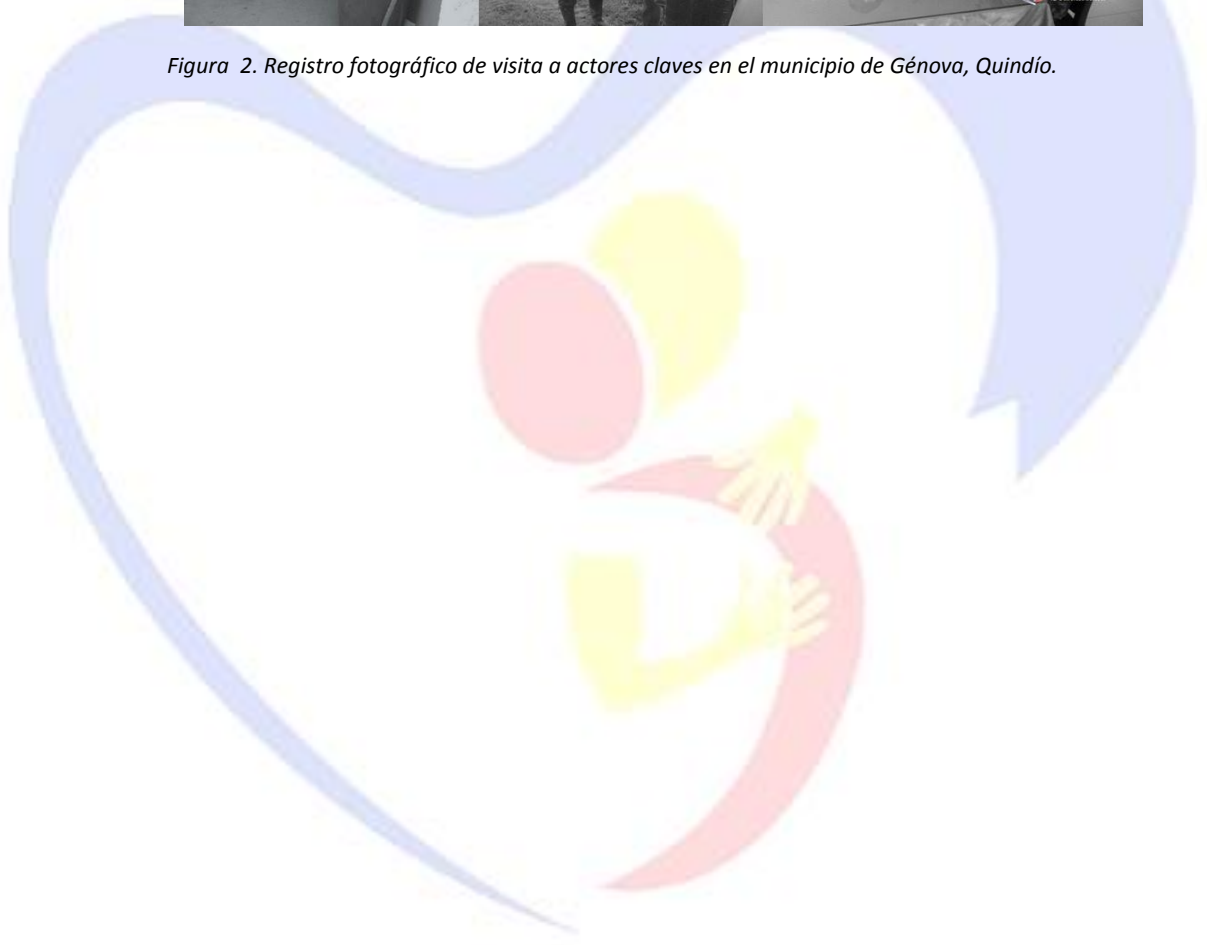 Figura  2. Registro fotográfico de visita a actores claves en el municipio de Génova, Quindío.